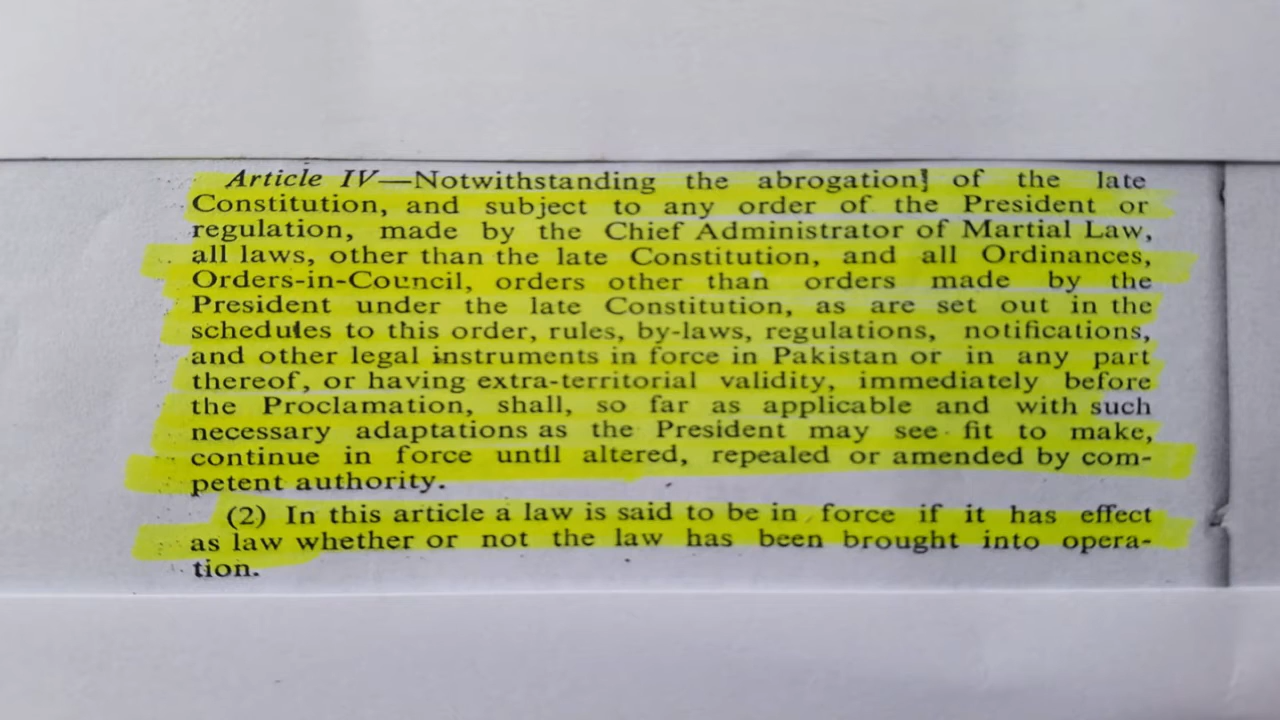 Article IV—Notwithstanding the abrogation] of the late
Constitution, and subject to any order of the President or
regulation, made by the Chief Administrator of Martial Law,
all laws, other than the late Constitution, and all Ordinances,
Orders-in-Council, orders other than orders made by the
President under the late Constitution, as are set out in the
schedules to this order, rules, by-laws, regulations, notifications,
and other legal instruments in force in Pakistan or in any part
thereof, or having extra-territorial validity, immediately before
the Proclamation, shall, so far as applicable and with such
necessary adaptations as the President may see fit to make,
continue in force until altered, repealed or amended by com-
petent authority.
(2) In this article a law is said to be in force if it has effect
as law whether or not the law has been brought into opera-
tion.